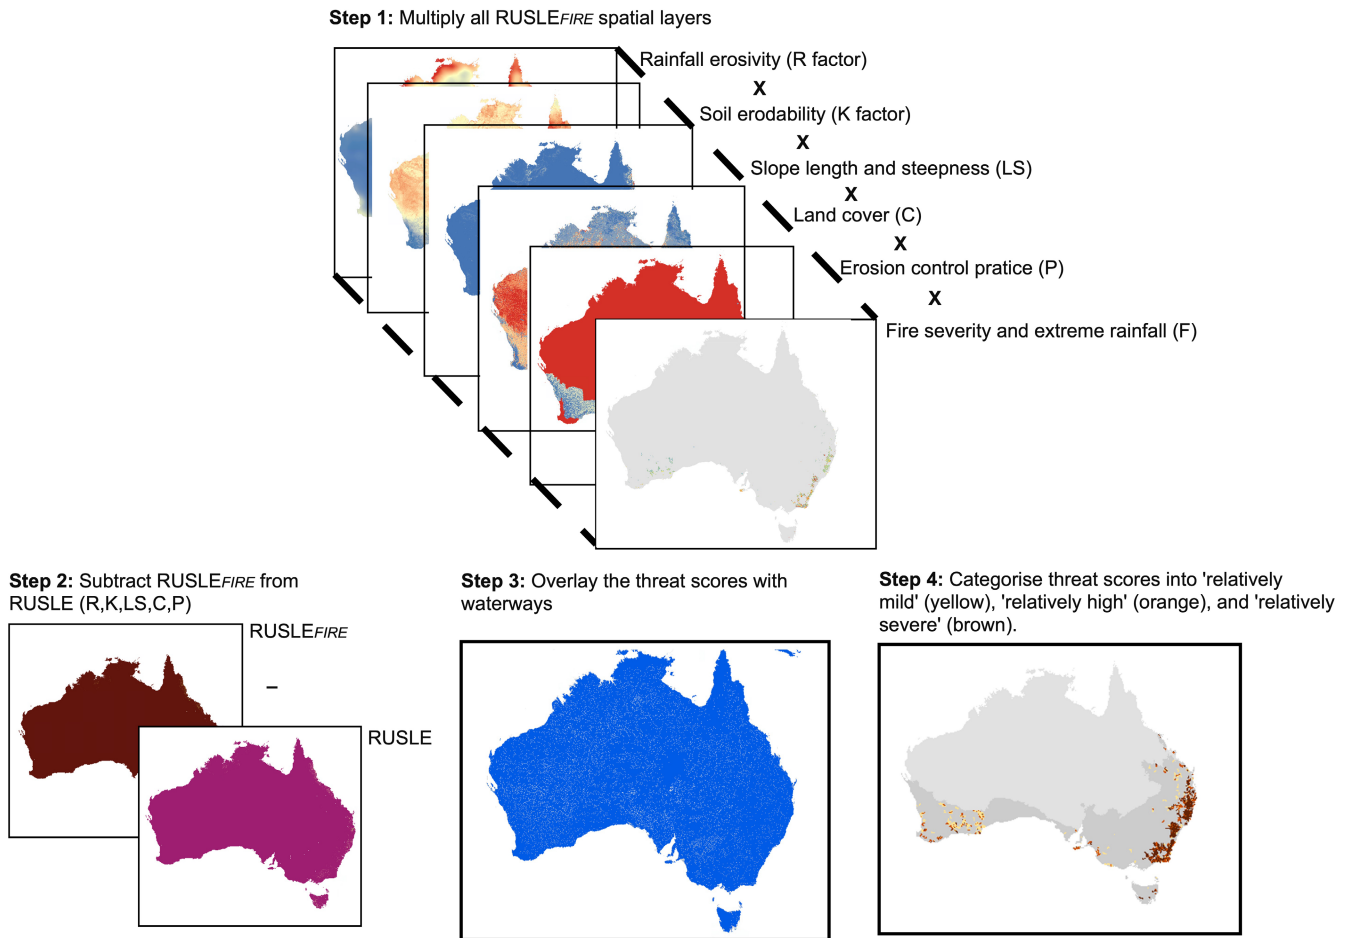 Step 1: Multiply all RUSLEFIRE spatial layers
Rainfall erosivity (R factor)
X
Soil erodability (K factor)
X
Slope length and steepness (LS)
X
Land cover (C)
X
Erosion control pratice (P)
X
Fire severity and extreme rainfall (F)
Step 2: Subtract RUSLEFIRE from
RUSLE (R,K,LS,C,P)
RUSLEFIRE
–
RUSLE
Step 3: Overlay the threat scores with
waterways
Step 4: Categorise threat scores into 'relatively
mild' (yellow), 'relatively high' (orange), and 'relatively
severe' (brown).